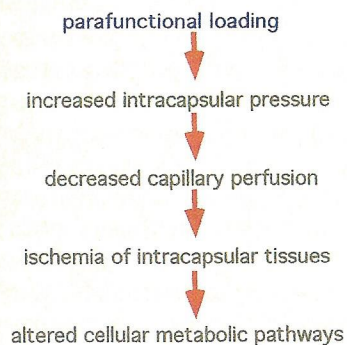 parafunctional loading
increased intracapsular pressure
decreased capillary perfusion
ischemia of intracapsular tissues
altered cellular metabolic pathways